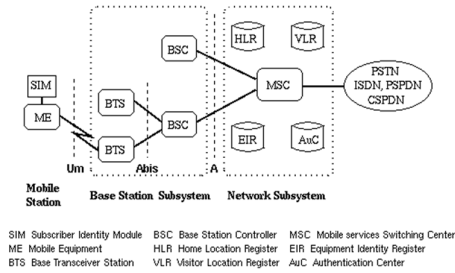 HLR VLR
BSC
PSTN
ISDN, PSPDN
CSPDN
SIM
MSC
BTS
ME
BSC
BTS
EIR AuC
Um Abis A
Mobile
Station
Base Station Subsystem
Network Subsystem
SIM Subscriber Identity Module BSC Base Station Controller MSC Mobile services Switching Center
ME Mobile Equipment HLR Home Location Register EIR Equipment Identity Register
BTS Base Transceiver Station VLR Visitor Location Register AuC Authentication Center